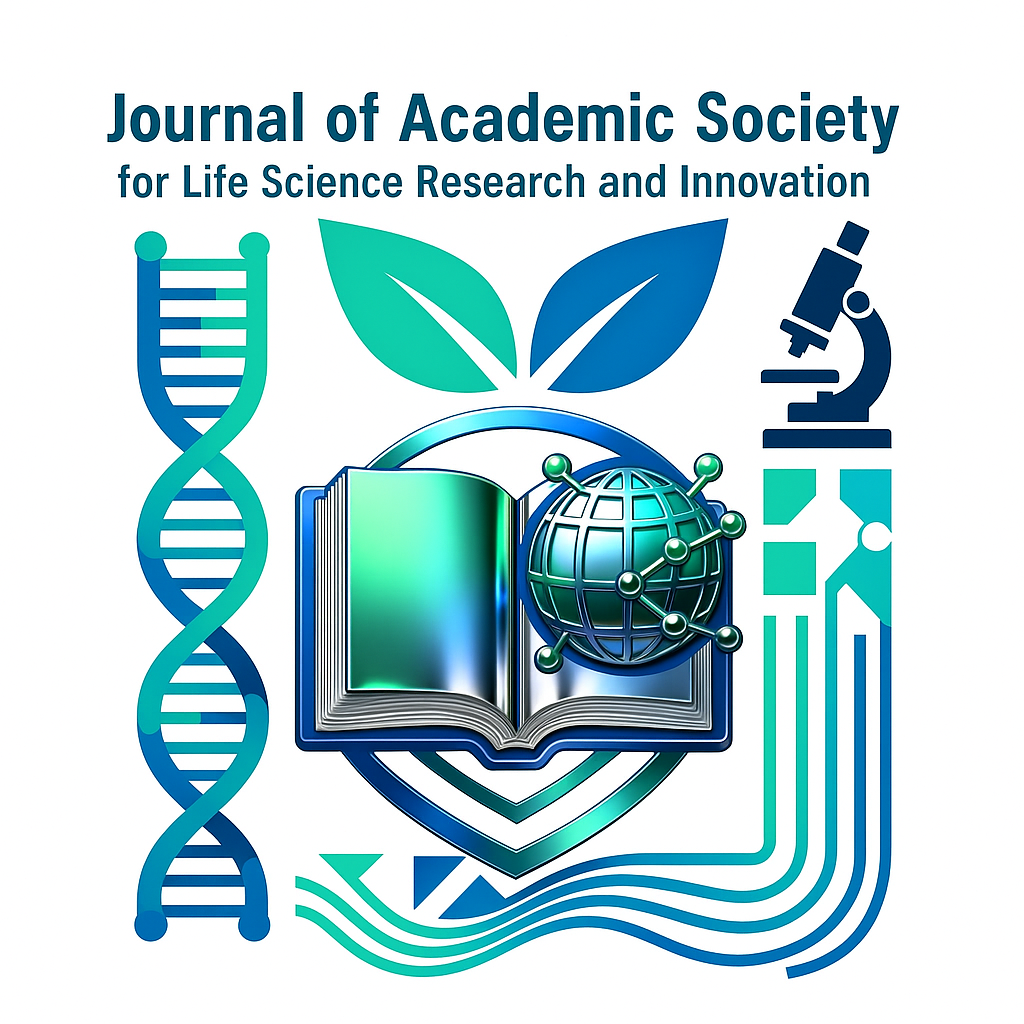 Journal of Academic Society
for Life Science Research and Innovation